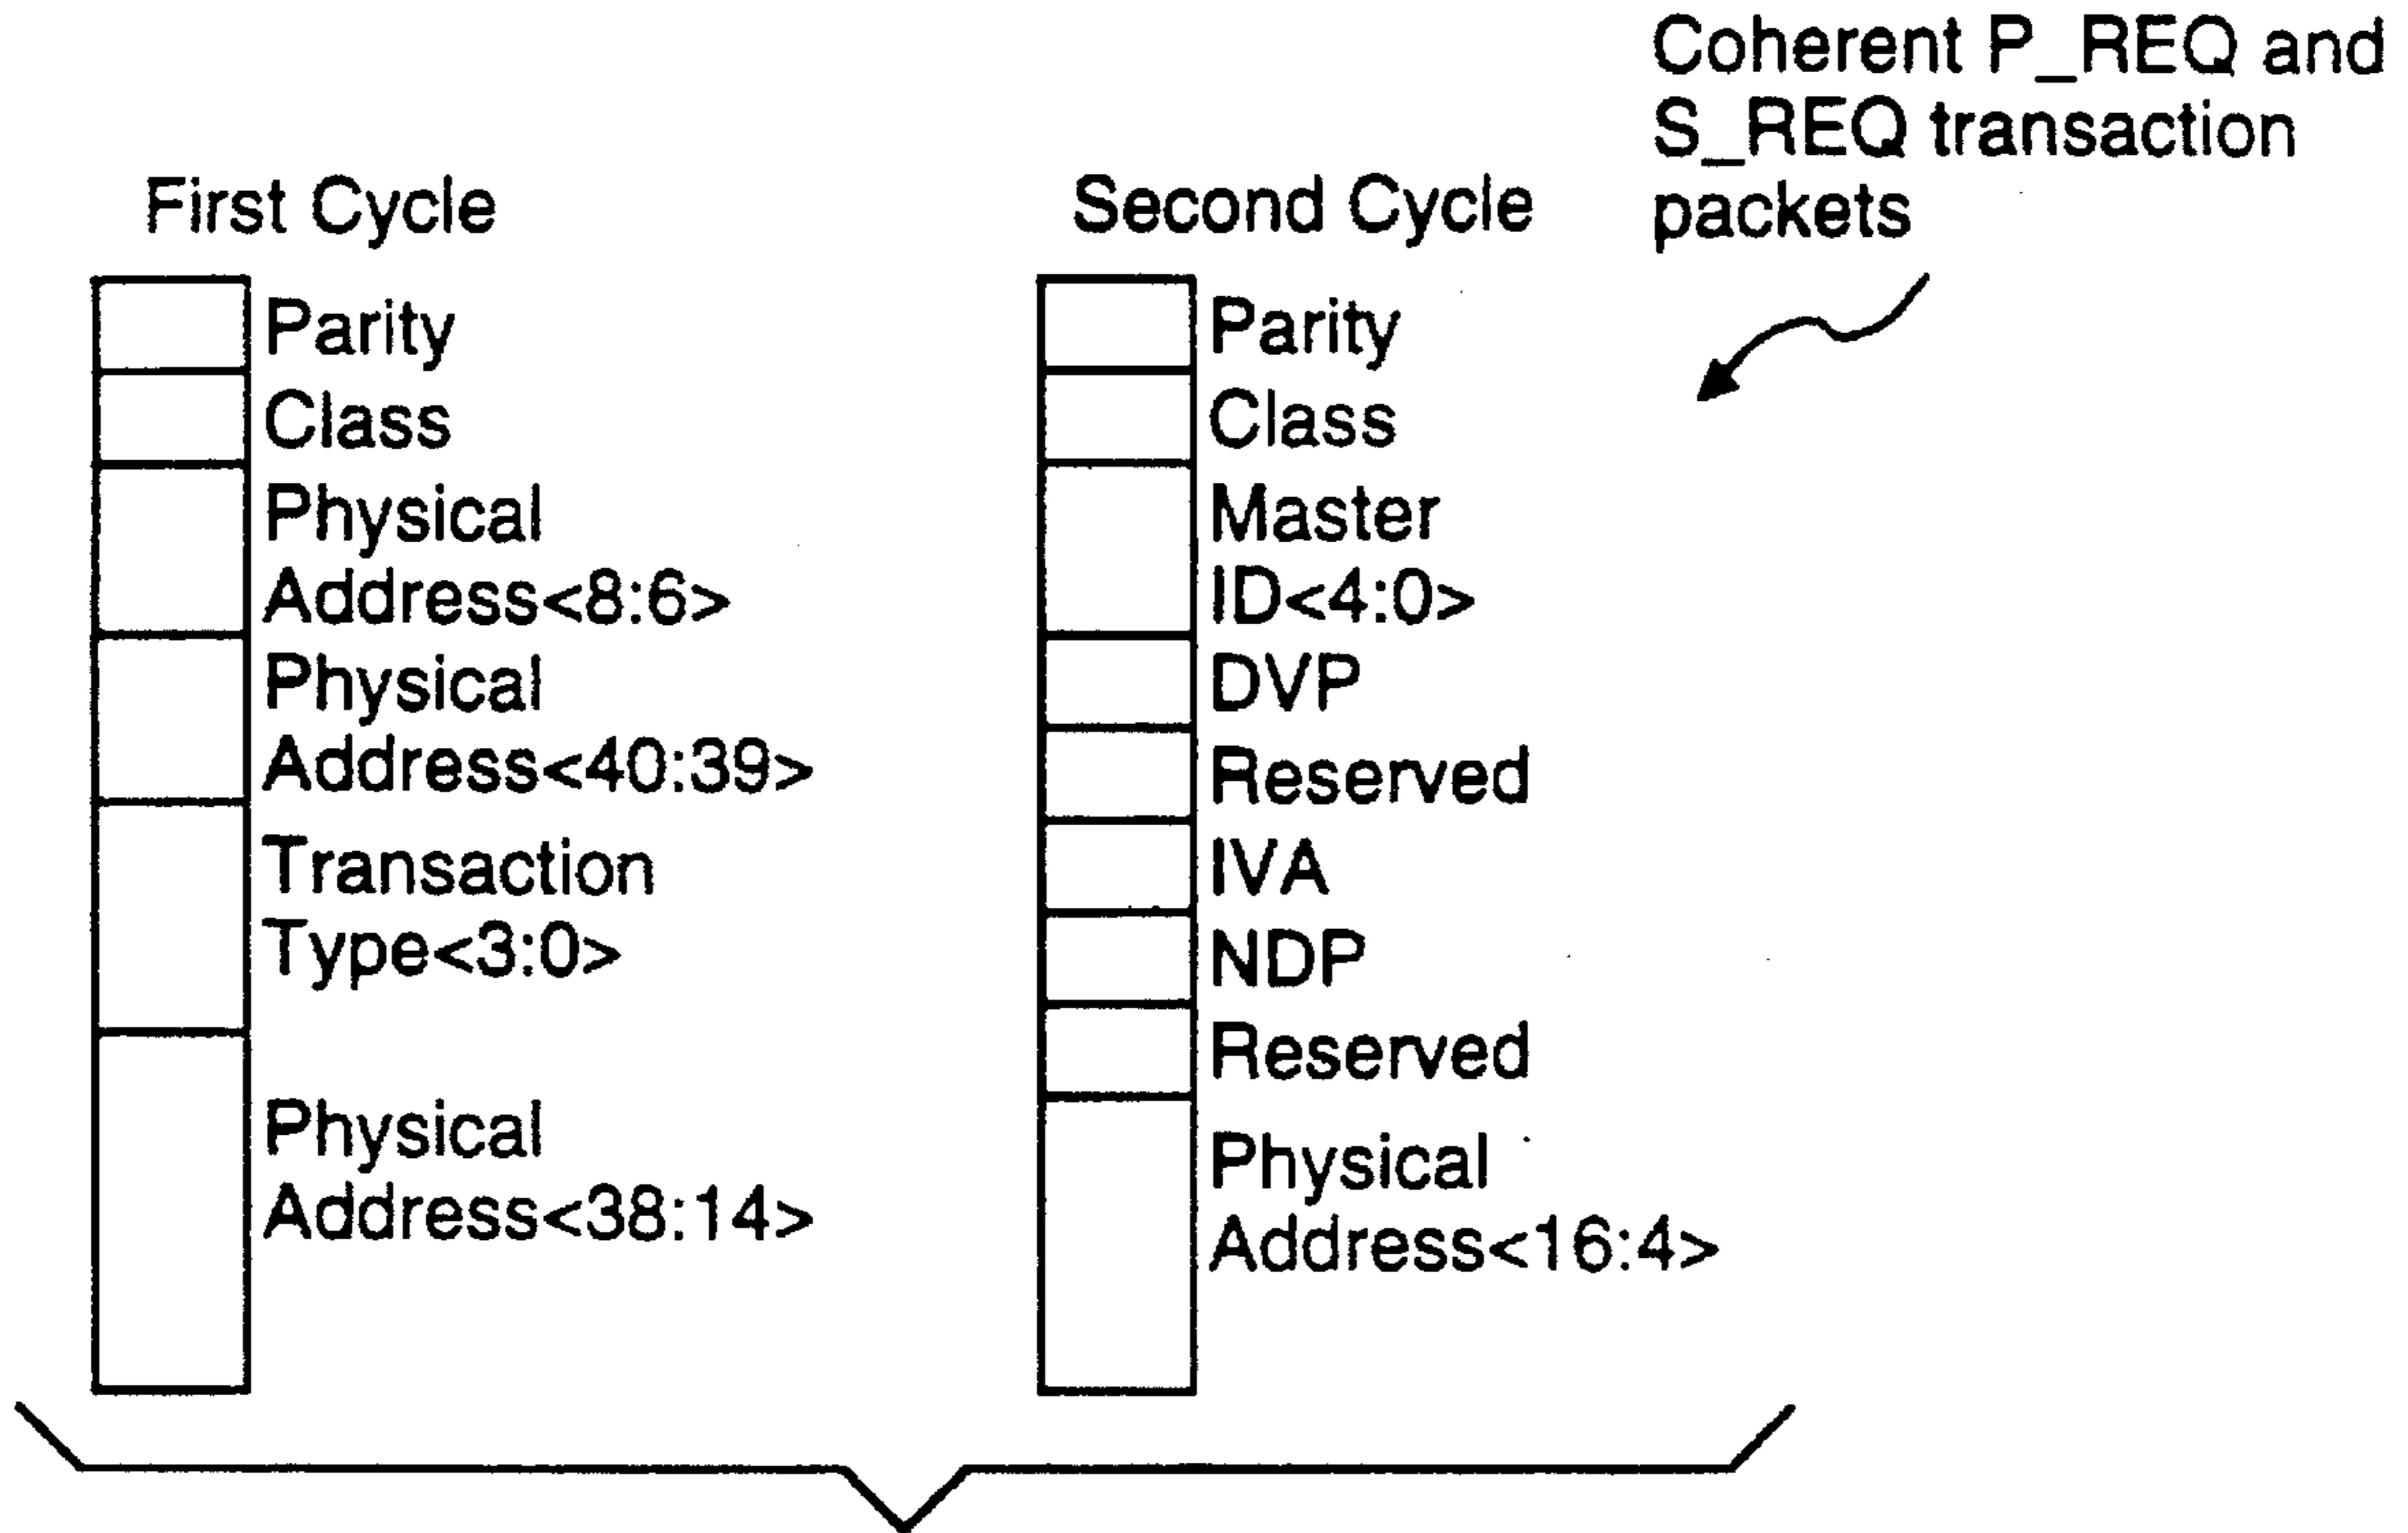 Coherent P_REQ and
S_REQ transaction
packets
First Cycle
Parity
Class
Physical
Address<8:6>
Physical
Address<40:39>
Transaction
Type<3:0>
Physical
Address<38:14>
Second Cycle
Parity
Class
Master
ID<4:0>
DVP
Reserved
IVA
NDP
Reserved
Physical
Address<16:4>